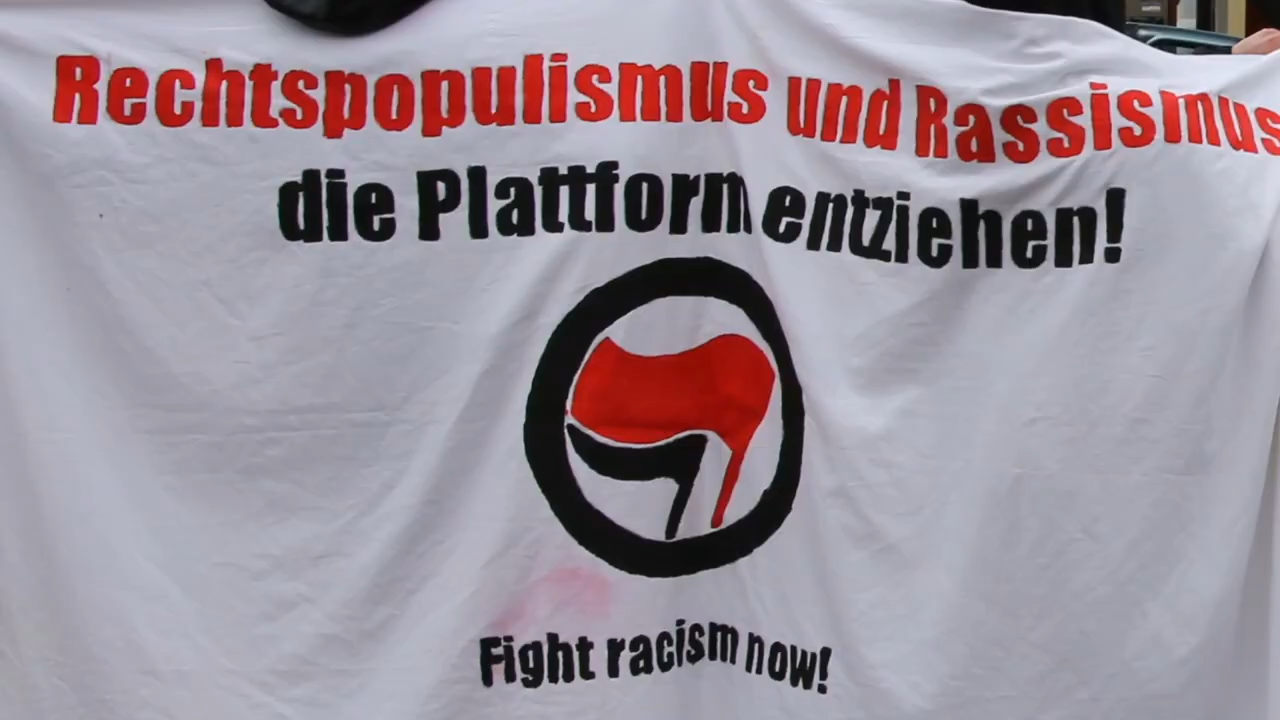 Rechtspopulismus und Rassismus
die Plattform entziehen!
Fight racism now!